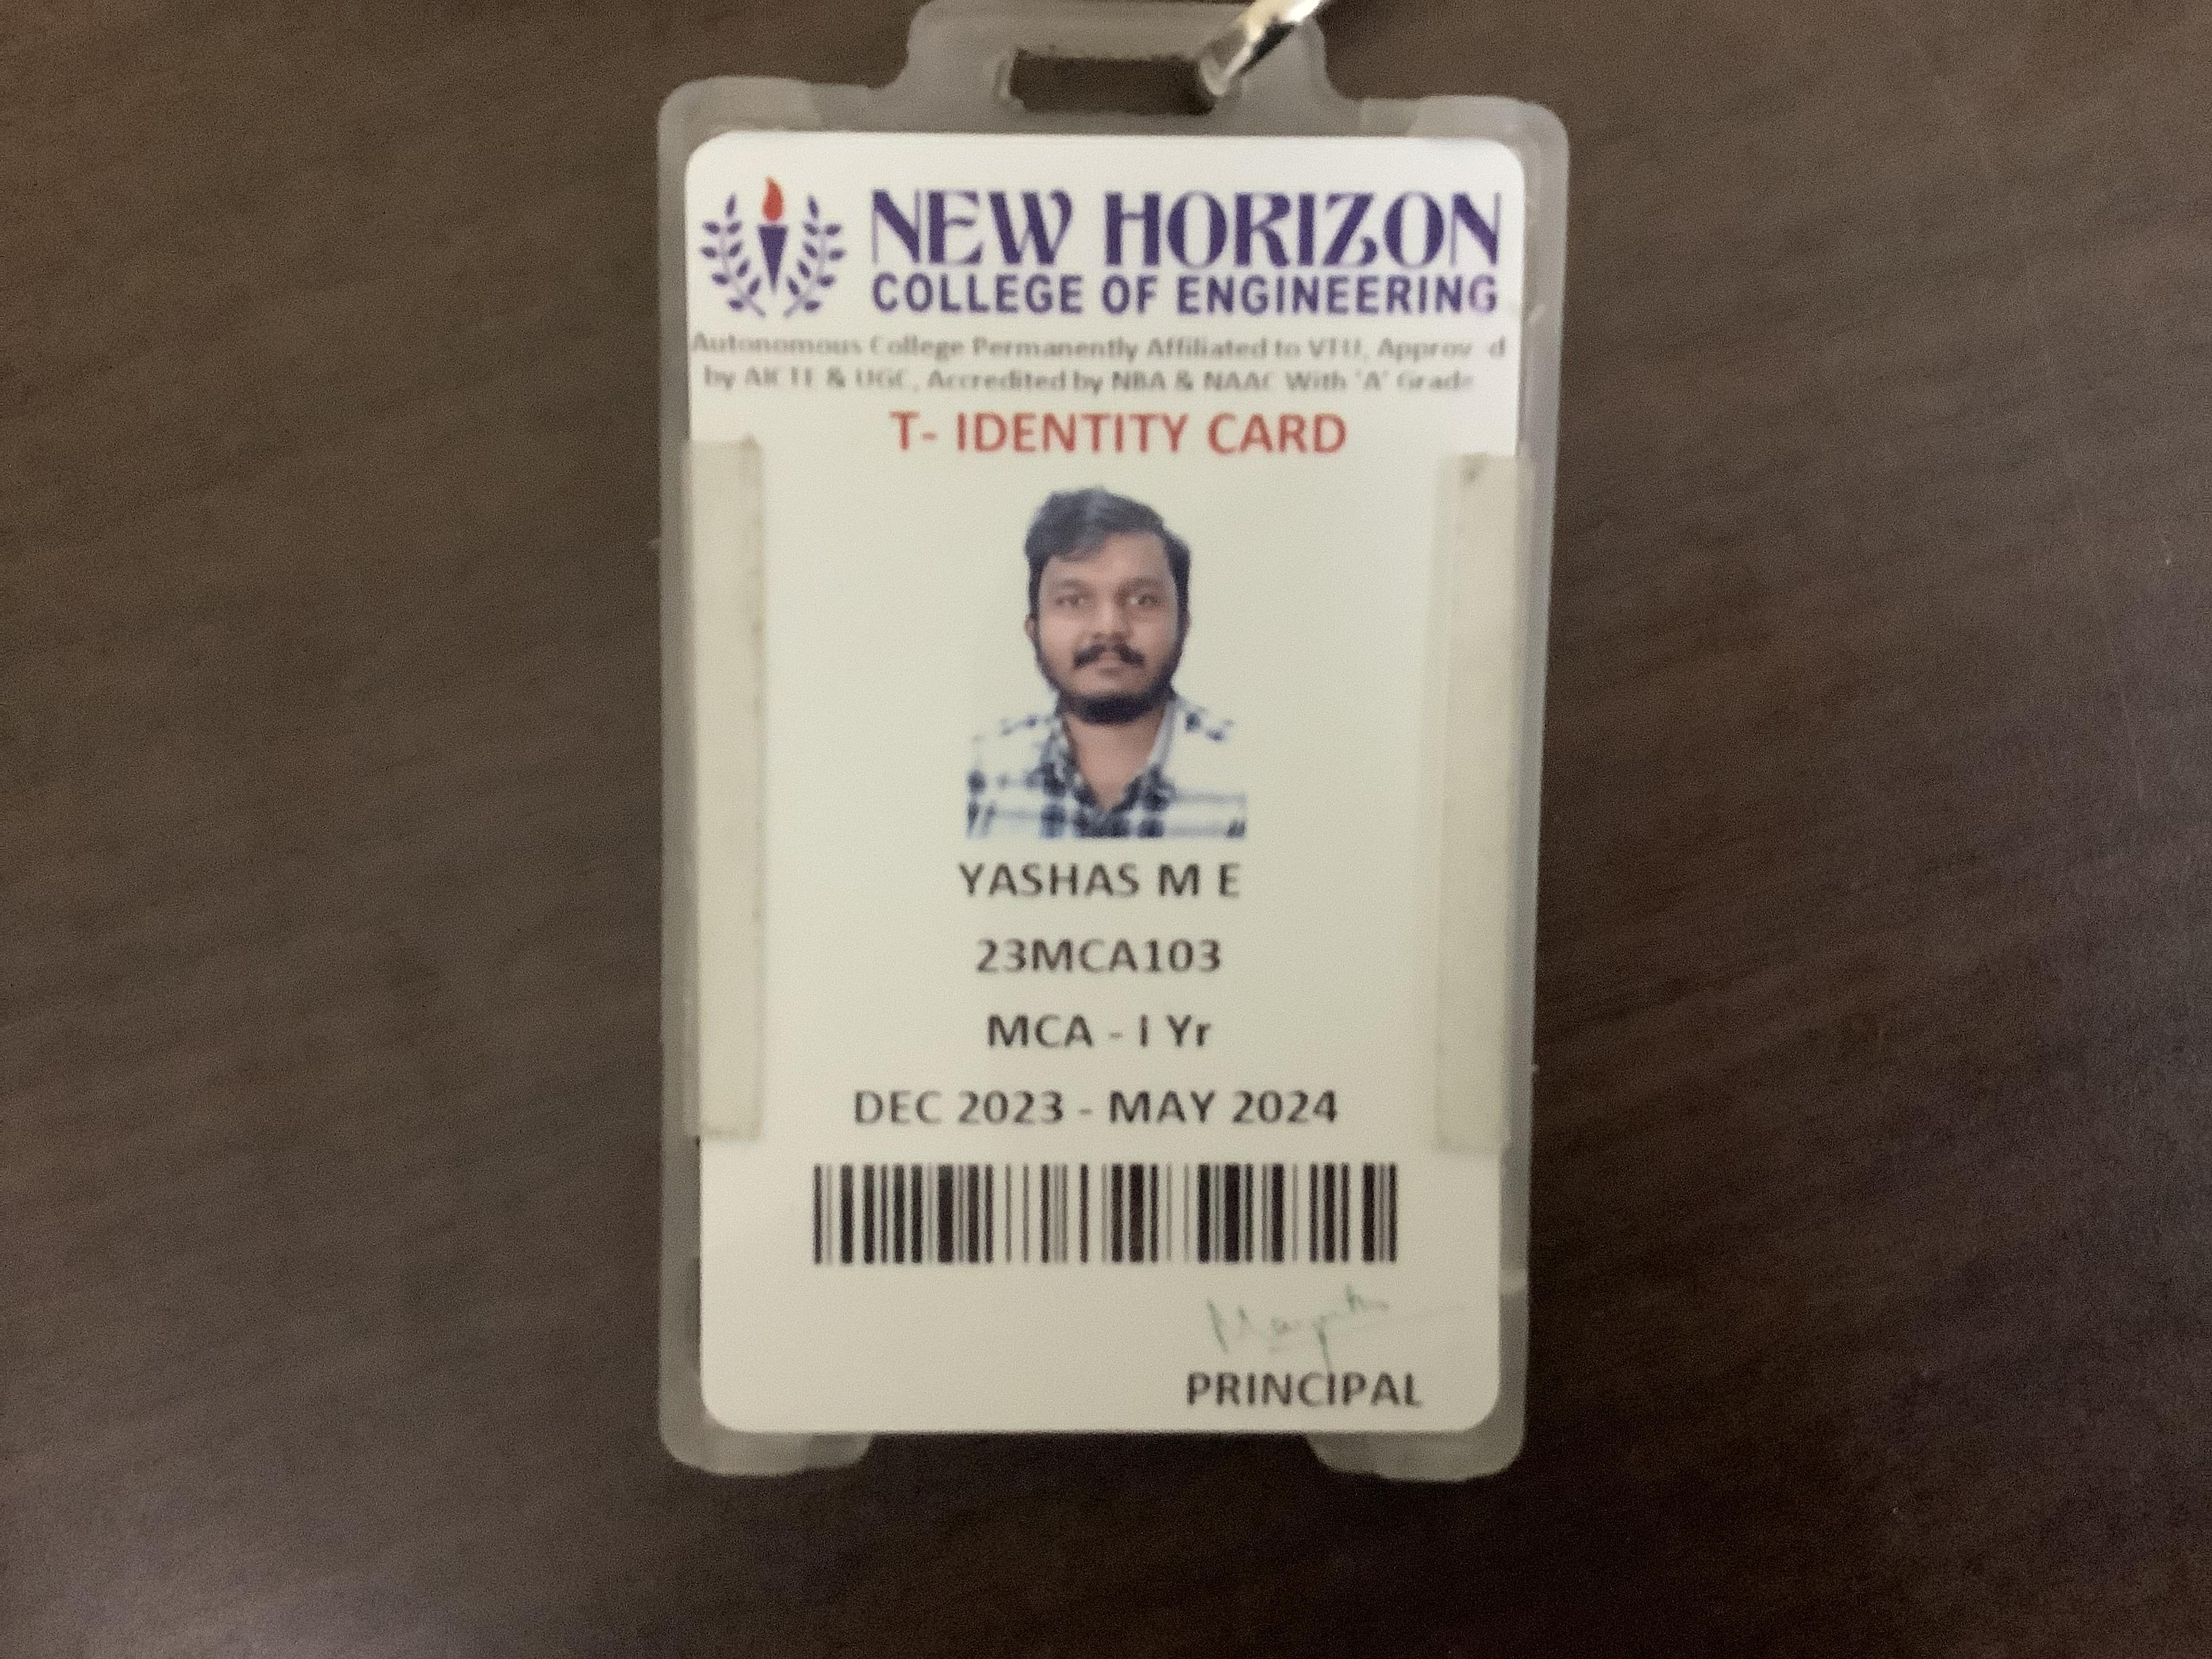 NEW HORIZON
COLLEGE OF ENGINEERING
Autonomous College Permanently Affiliated to VTU, Approv d
by AICTE & UGC, Accredited by NBA & NAAC With 'A' Grade
T- IDENTITY CARD
YASHAS M E
23MCA103
MCA - I Yr
DEC 2023 - MAY 2024
PRINCIPAL